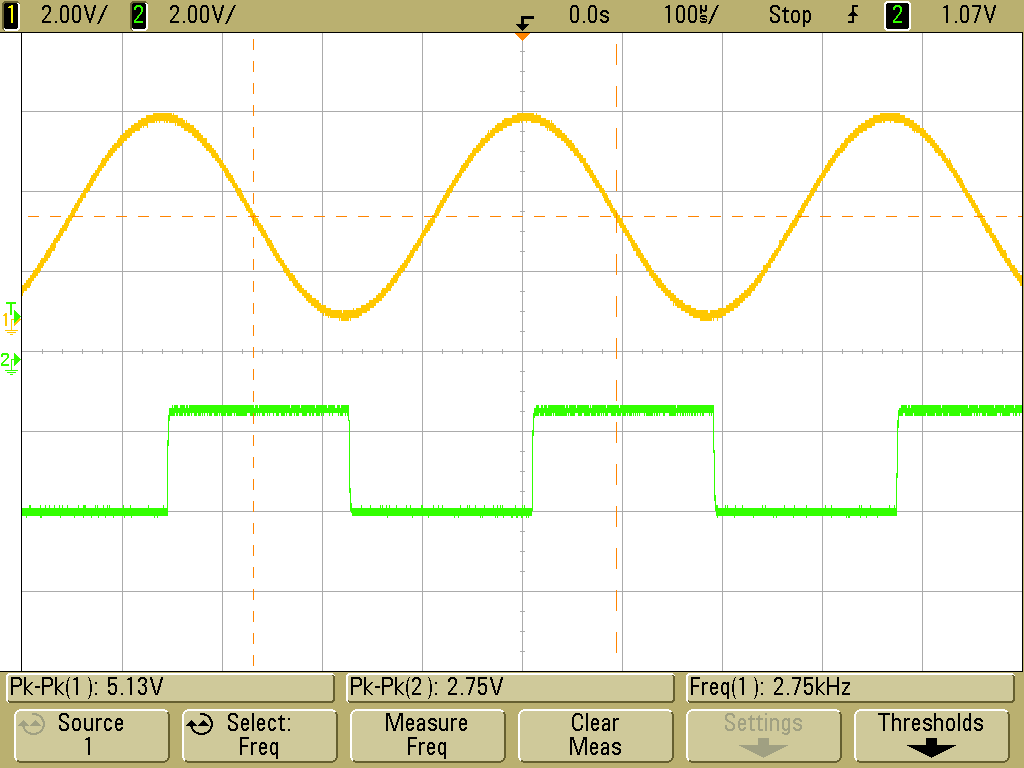 1 2.00V/ 2 2.00V/ 0.0s 100µs/ Stop 2 1.07V
T
1
2
Pk-Pk(1): 5.13V Pk-Pk(2): 2.75V Freq(1): 2.75kHz
Source Select: Measure Clear Settings Thresholds
1 Freq Freq Meas